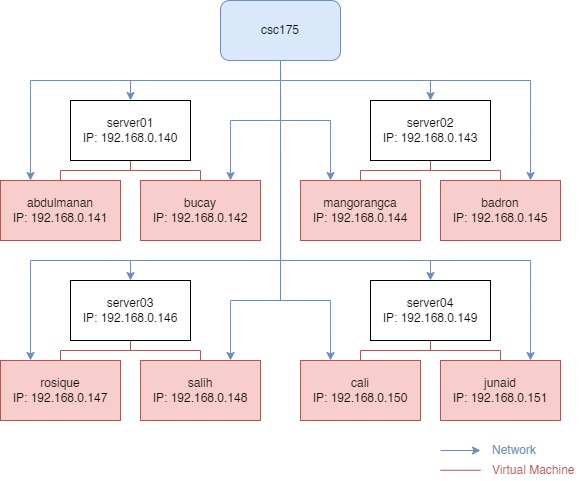 csc175
server01
IP: 192.168.0.140
server02
IP: 192.168.0.143
abdulmanan
IP: 192.168.0.141
bucay
IP: 192.168.0.142
mangorangca
IP: 192.168.0.144
badron
IP: 192.168.0.145
server03
IP: 192.168.0.146
server04
IP: 192.168.0.149
rosique
IP: 192.168.0.147
salih
IP: 192.168.0.148
cali
IP: 192.168.0.150
junaid
IP: 192.168.0.151
Network
Virtual Machine